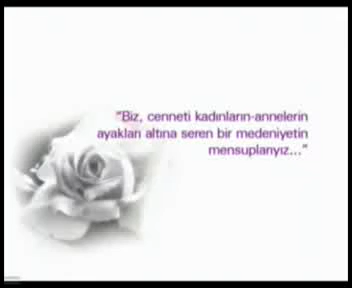 "Biz, cenneti kadınların-annelerin
ayakları altına seren bir medeniyetin
mensuplarıyız..."